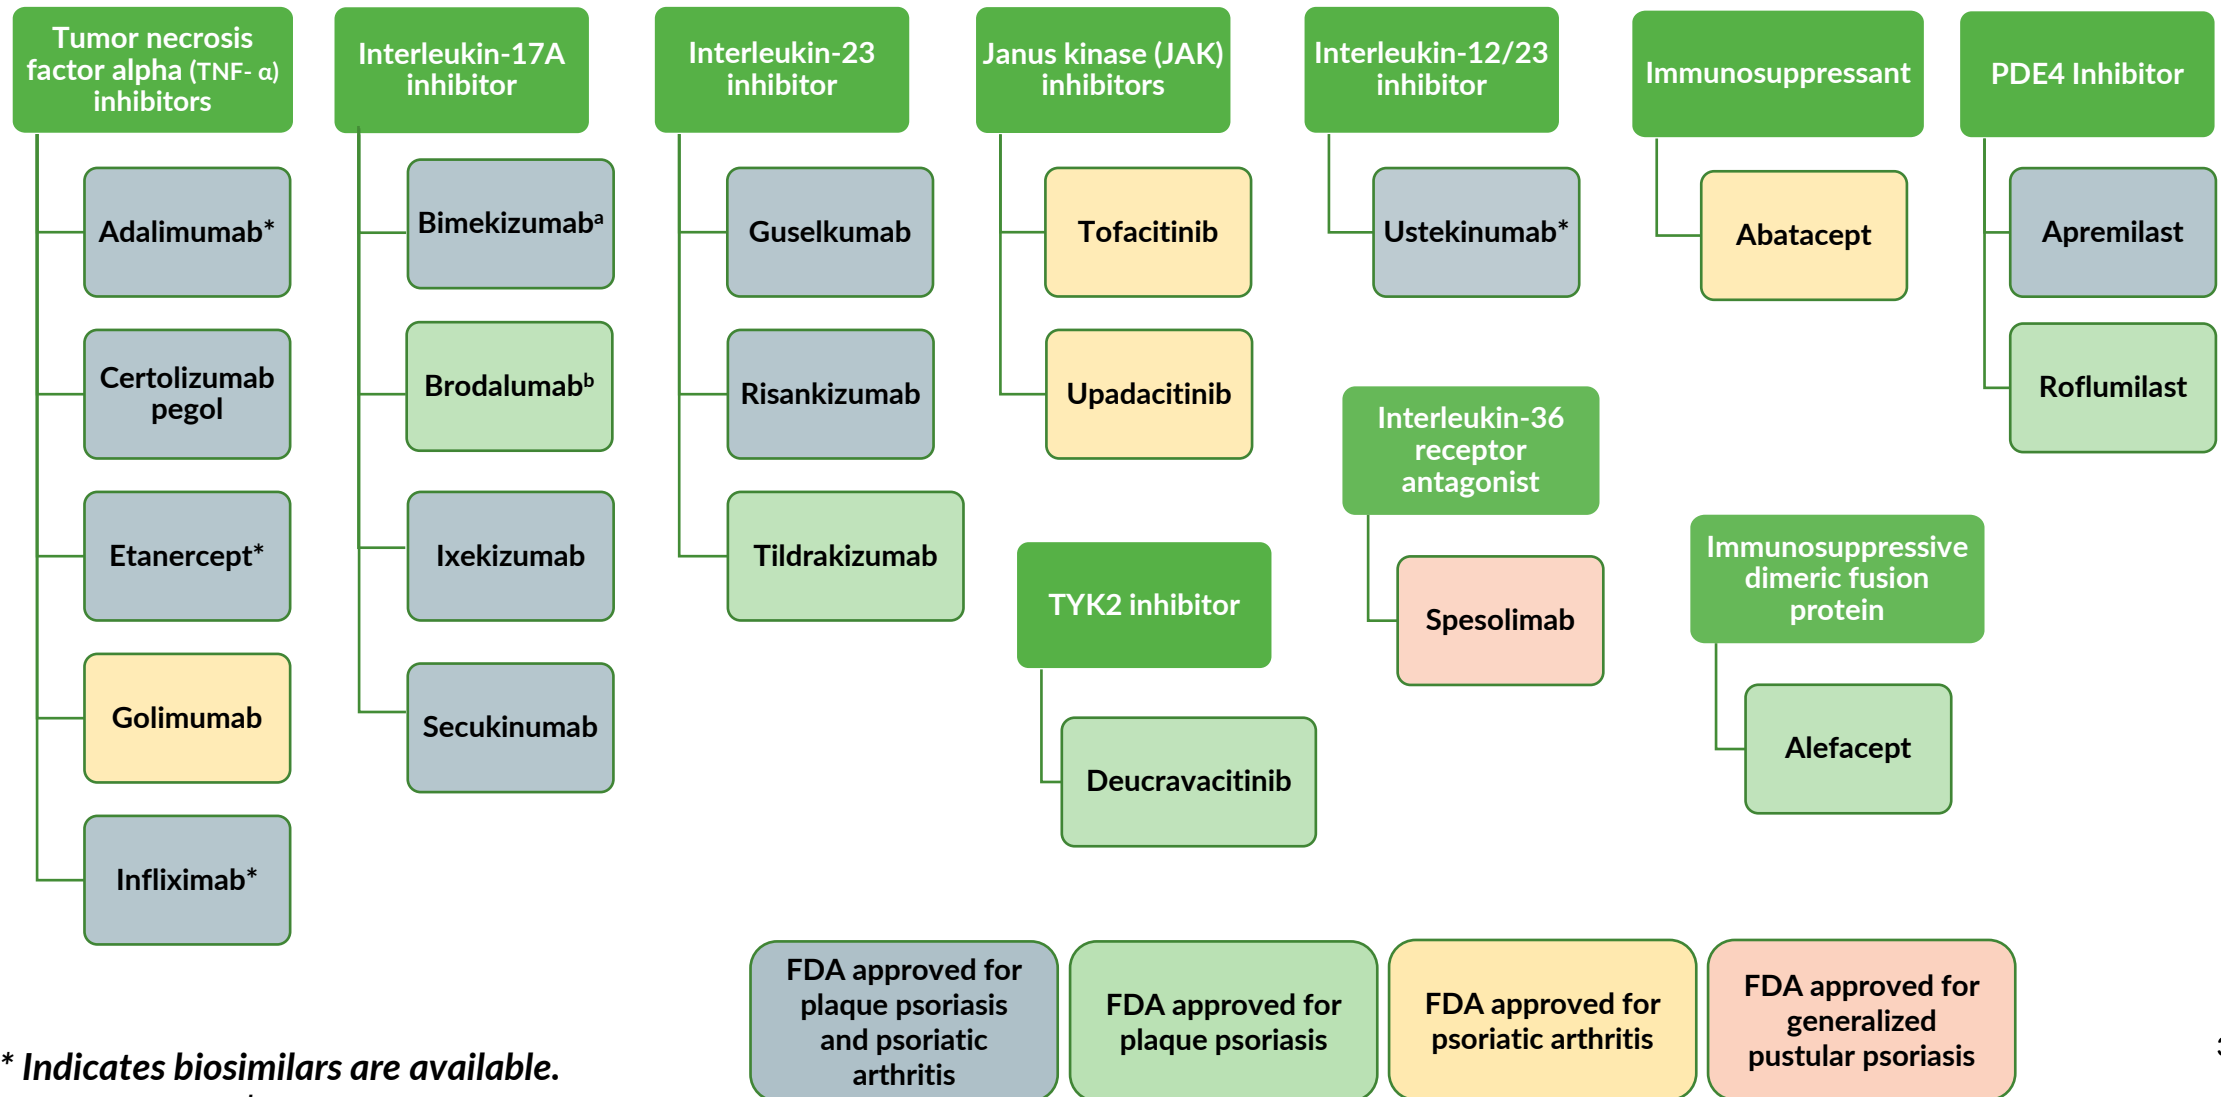 Tumor necrosis
factor alpha (TNF- α)
inhibitors
Adalimumab*
Certolizumab
pegol
Etanercept*
Golimumab
Infliximab*
Interleukin-17A
inhibitor
Bimekizumabᵃ
Brodalumabᵇ
Ixekizumab
Secukinumab
Interleukin-23
inhibitor
Guselkumab
Risankizumab
Tildrakizumab
Janus kinase (JAK)
inhibitors
Tofacitinib
Upadacitinib
TYK2 inhibitor
Deucravacitinib
Interleukin-12/23
inhibitor
Ustekinumab*
Interleukin-36
receptor
antagonist
Spesolimab
Immunosuppressant
Abatacept
Immunosuppressive
dimeric fusion
protein
Alefacept
PDE4 Inhibitor
Apremilast
Roflumilast
FDA approved for
plaque psoriasis
and psoriatic
arthritis
FDA approved for
plaque psoriasis
FDA approved for
psoriatic arthritis
FDA approved for
generalized
pustular psoriasis
* Indicates biosimilars are available.